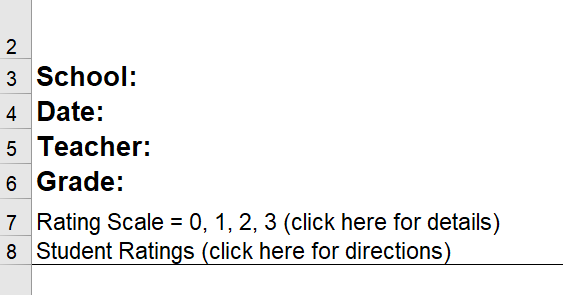 2
3 School:
4 Date:
5 Teacher:
6 Grade:
7 Rating Scale = 0, 1, 2, 3 (click here for details)
8 Student Ratings (click here for directions)